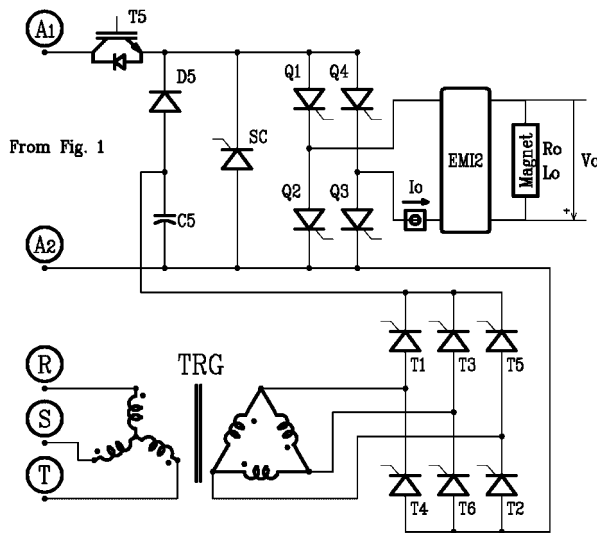 A1
T5
D5
Q1
Q4
From Fig. 1
SC
EMI2
Magnet
Ro
Lo
Vo
C5
Q2
Q3
Io
+
A2
R
TRG
T1
T3
T5
S
T
T4
T6
T2